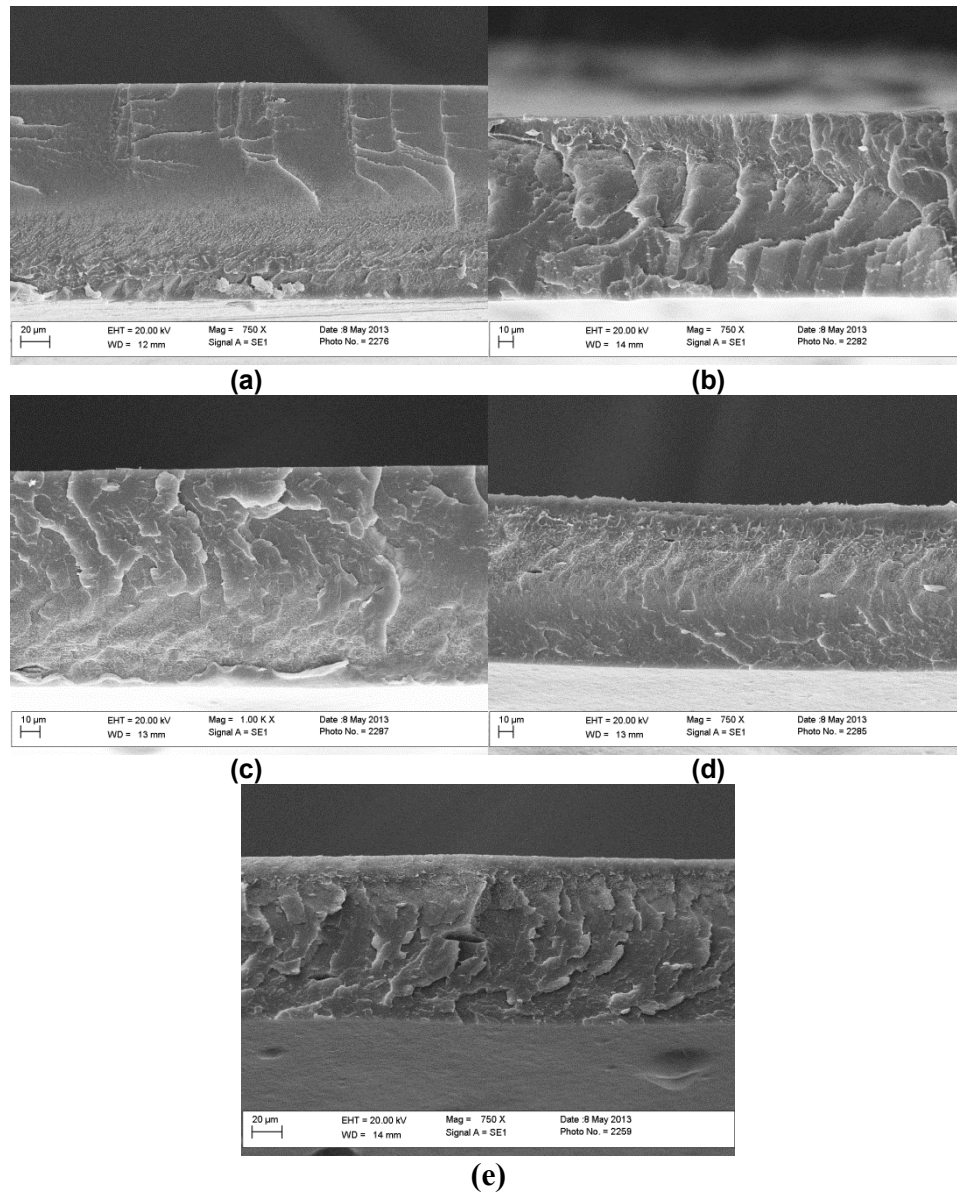 20 µm EHT = 20.00 kV Mag = 750 X Date :8 May 2013
WD = 12 mm Signal A = SE1 Photo No. = 2276
(a)
10 µm EHT = 20.00 kV Mag = 750 X Date :8 May 2013
WD = 14 mm Signal A = SE1 Photo No. = 2282
(b)
10 µm EHT = 20.00 kV Mag = 1.00 K X Date :8 May 2013
WD = 13 mm Signal A = SE1 Photo No. = 2287
(c)
10 µm EHT = 20.00 kV Mag = 750 X Date :8 May 2013
WD = 13 mm Signal A = SE1 Photo No. = 2285
(d)
20 µm EHT = 20.00 kV Mag = 750 X Date :8 May 2013
WD = 14 mm Signal A = SE1 Photo No. = 2259
(e)